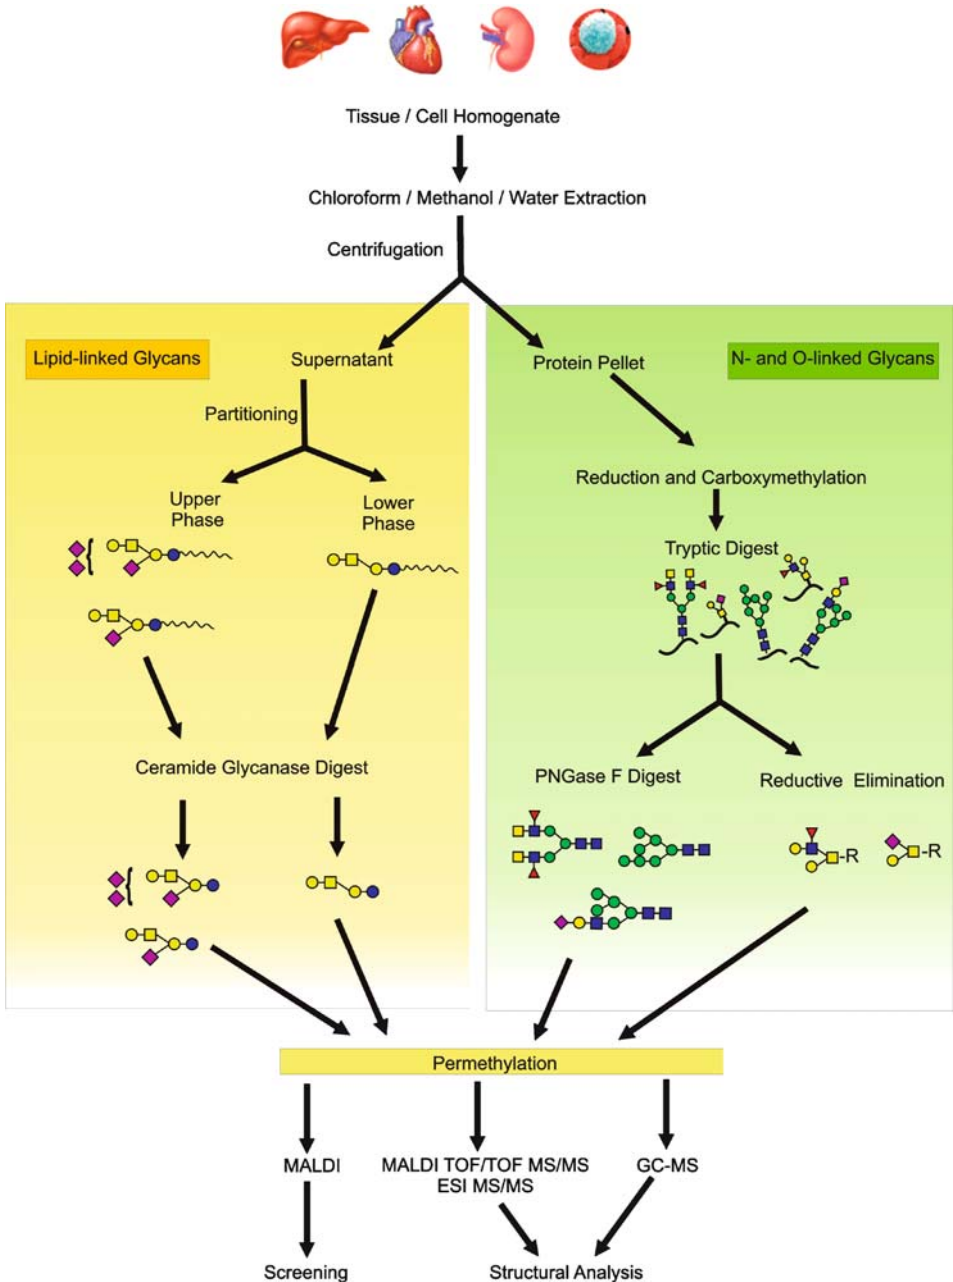 Tissue / Cell Homogenate
Chloroform / Methanol / Water Extraction
Centrifugation
Lipid-linked Glycans
Supernatant
Partitioning
Upper
Phase
Lower
Phase
Ceramide Glycanase Digest
Protein Pellet
N- and O-linked Glycans
Reduction and Carboxymethylation
Tryptic Digest
PNGase F Digest
Reductive Elimination
-R
-R
Permethylation
MALDI
MALDI TOF/TOF MS/MS
ESI MS/MS
GC-MS
Screening
Structural Analysis